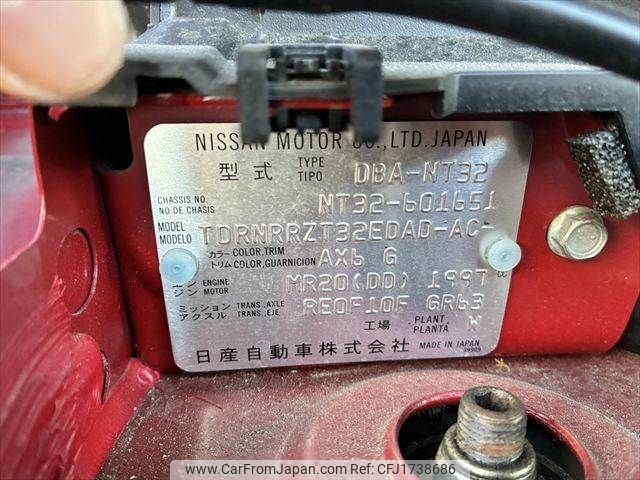 NISSAN MOTOR CO.,LTD.JAPAN
型式 TYPE TIPO DBA-NT32
CHASSIS NO. NO DE CHASIS NT32-601651
MODEL MODELO TDRNRRZT32EDAD-AC-
カラー COLOR,TRIM トリム COLOR,GUARNICION AX6 G
エンジン ENGINE MOTOR MR20(DD) 1997 CC
ミッション TRANS.,AXLE アクスル TRANS.,EJE RE0F10F GR63
工場 PLANT PLANTA W
日産自動車株式会社 MADE IN JAPAN
www.CarFromJapan.com | Car From Japan: CFJ1738686